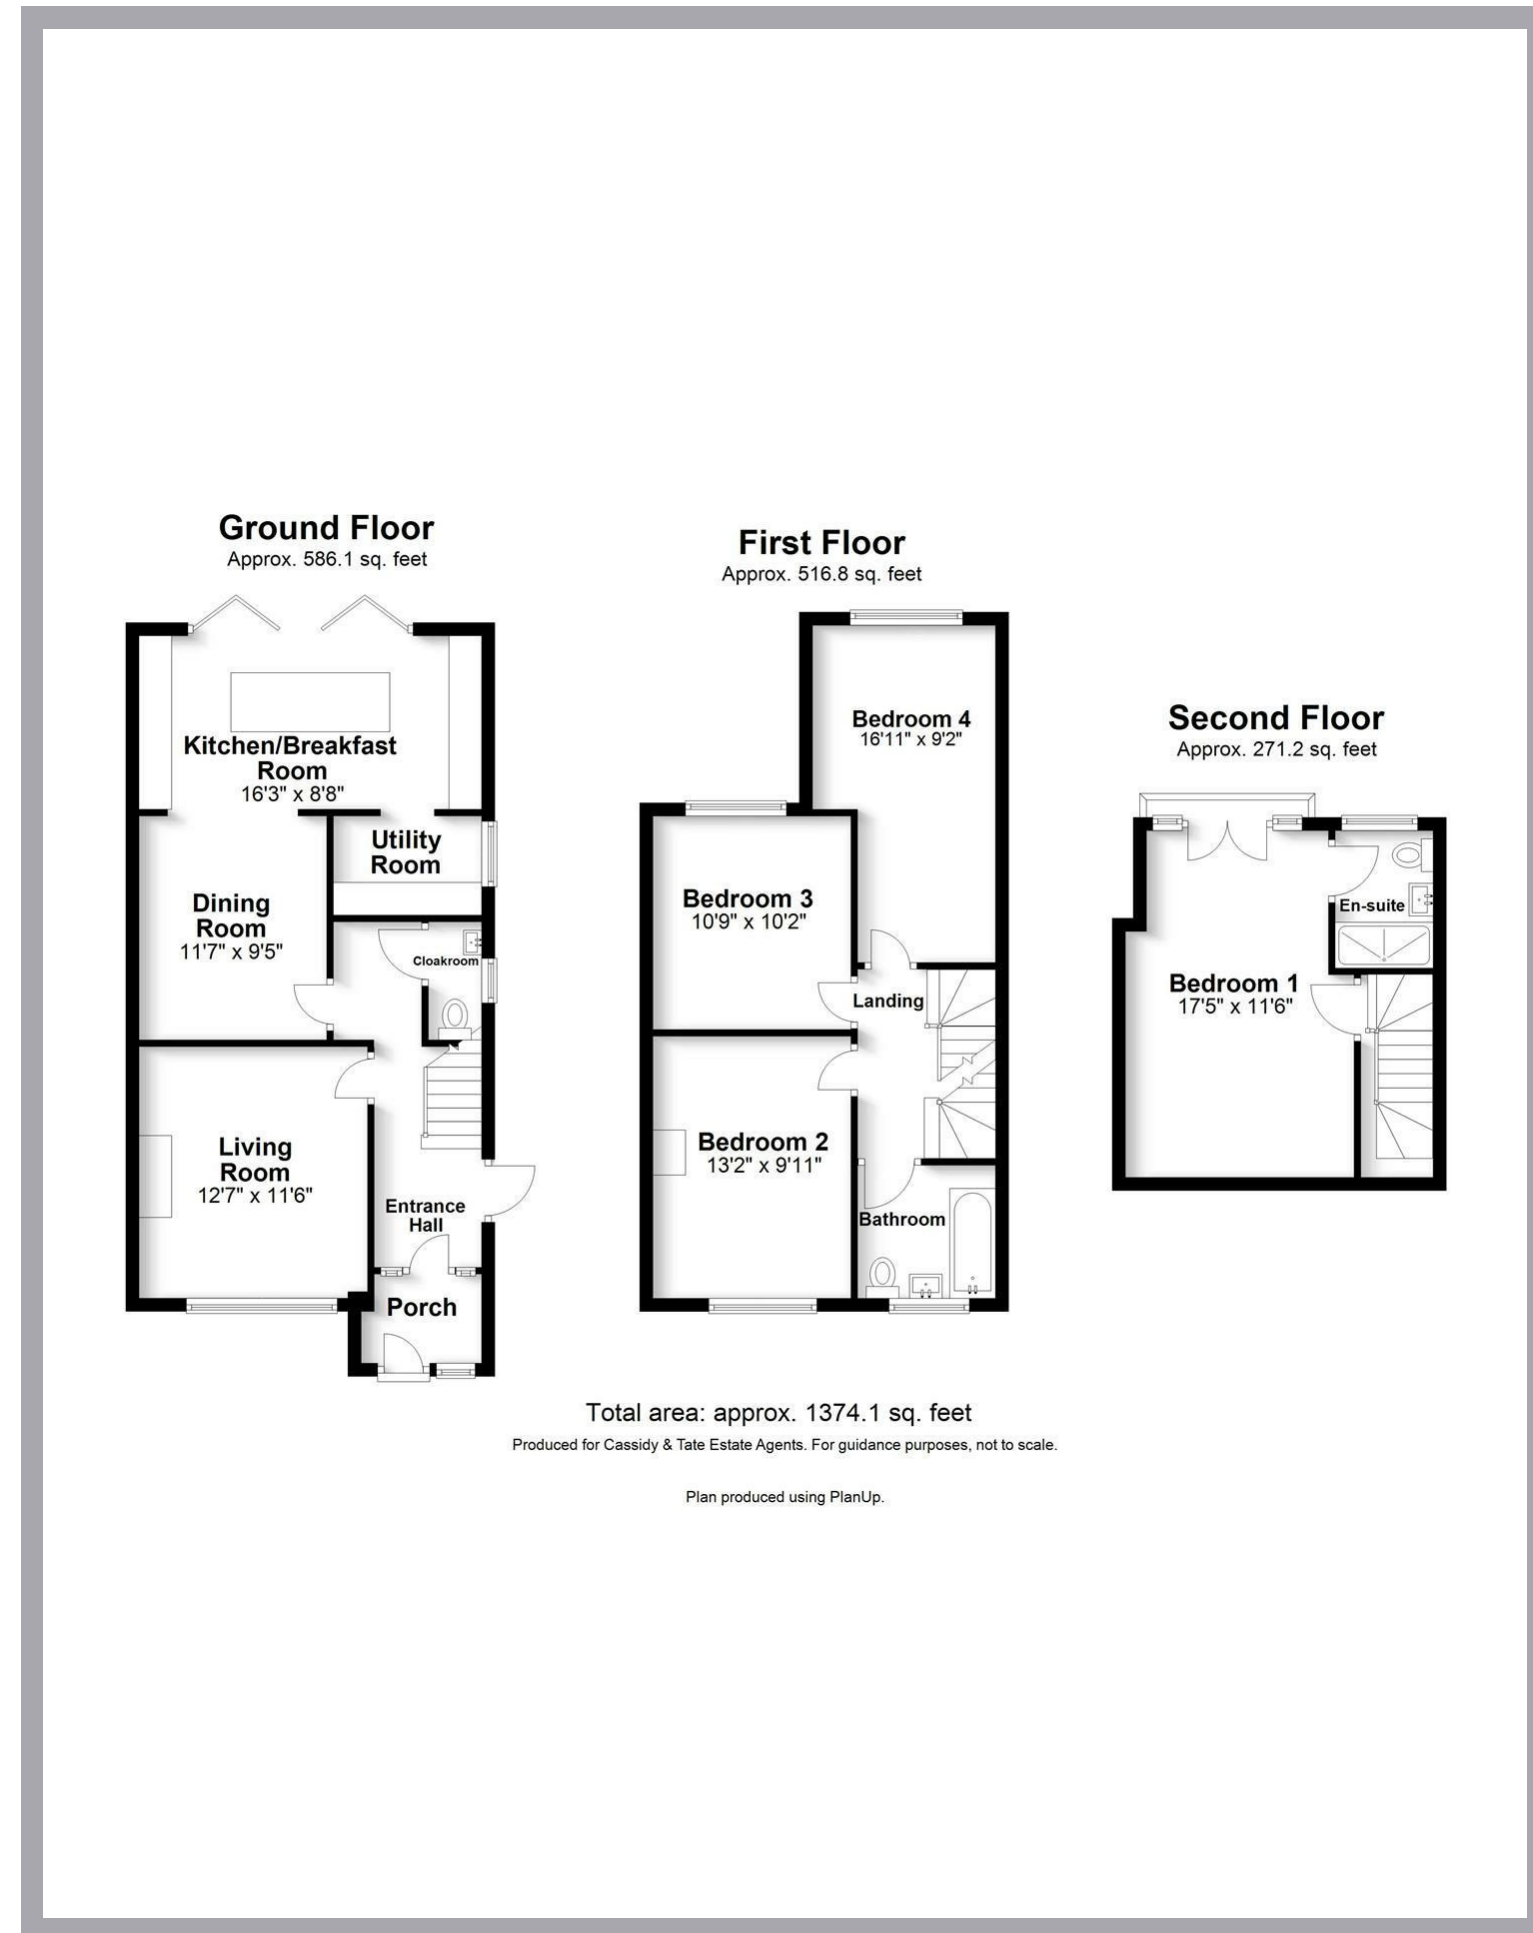 Ground Floor
Approx. 586.1 sq. feet
Kitchen/Breakfast
Room
16'3" x 8'8"
Utility
Room
Dining
Room
11'7" x 9'5"
Cloakroom
Living
Room
12'7" x 11'6"
Entrance
Hall
Porch
First Floor
Approx. 516.8 sq. feet
Bedroom 4
16'11" x 9'2"
Bedroom 3
10'9" x 10'2"
Landing
Bedroom 2
13'2" x 9'11"
Bathroom
Second Floor
Approx. 271.2 sq. feet
En-suite
Bedroom 1
17'5" x 11'6"
Total area: approx. 1374.1 sq. feet
Produced for Cassidy & Tate Estate Agents. For guidance purposes, not to scale.
Plan produced using PlanUp.